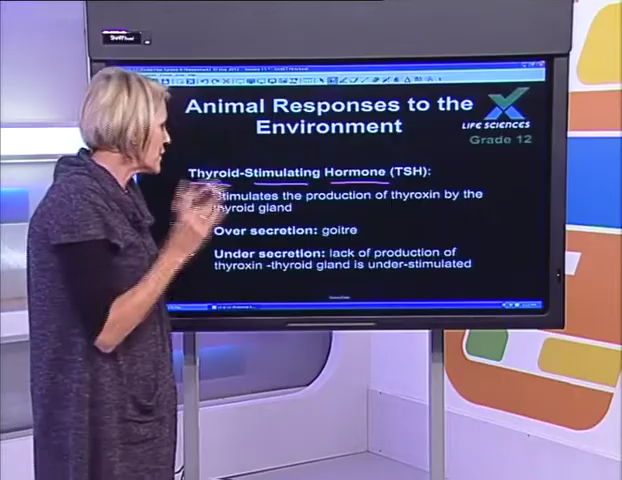 Animal Responses to the
Environment
LIFE SCIENCES
Grade 12
Thyroid-Stimulating Hormone (TSH):
stimulates the production of thyroxin by the
thyroid gland
Over secretion: goitre
Under secretion: lack of production of
thyroxin -thyroid gland is under-stimulated